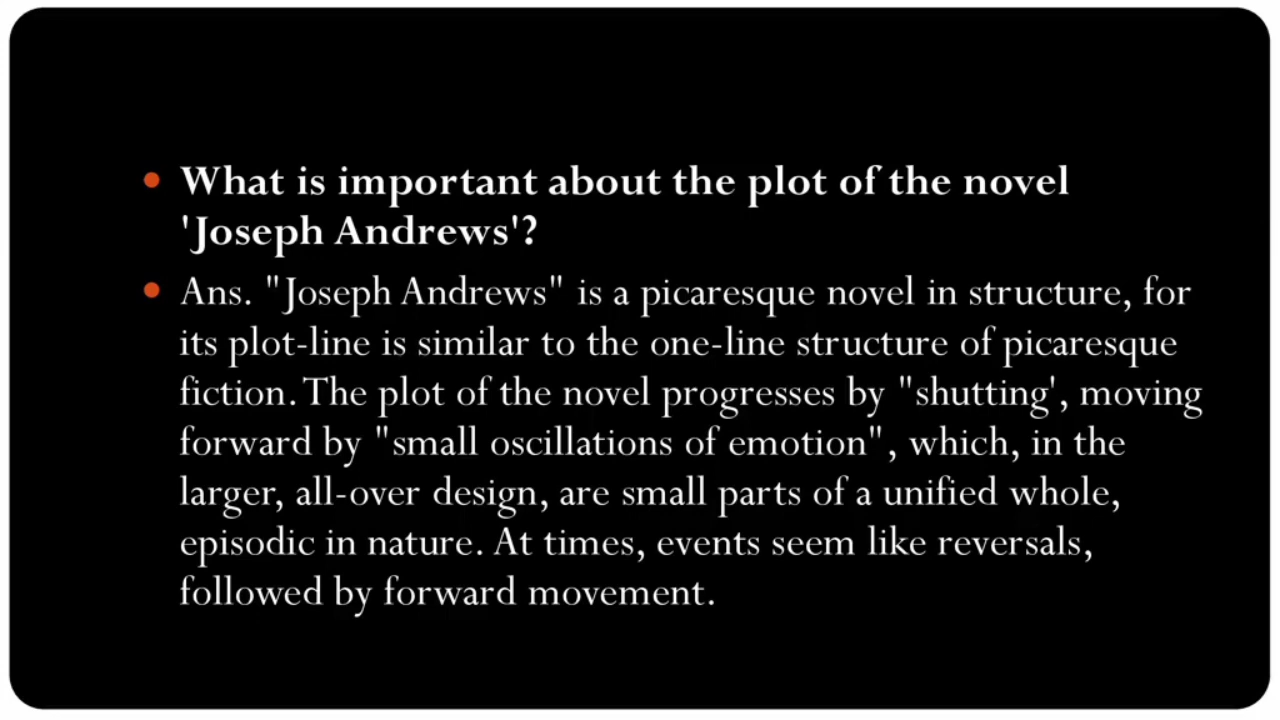 What is important about the plot of the novel
'Joseph Andrews'?
Ans. "Joseph Andrews" is a picaresque novel in structure, for
its plot-line is similar to the one-line structure of picaresque
fiction. The plot of the novel progresses by "shutting', moving
forward by "small oscillations of emotion", which, in the
larger, all-over design, are small parts of a unified whole,
episodic in nature. At times, events seem like reversals,
followed by forward movement.